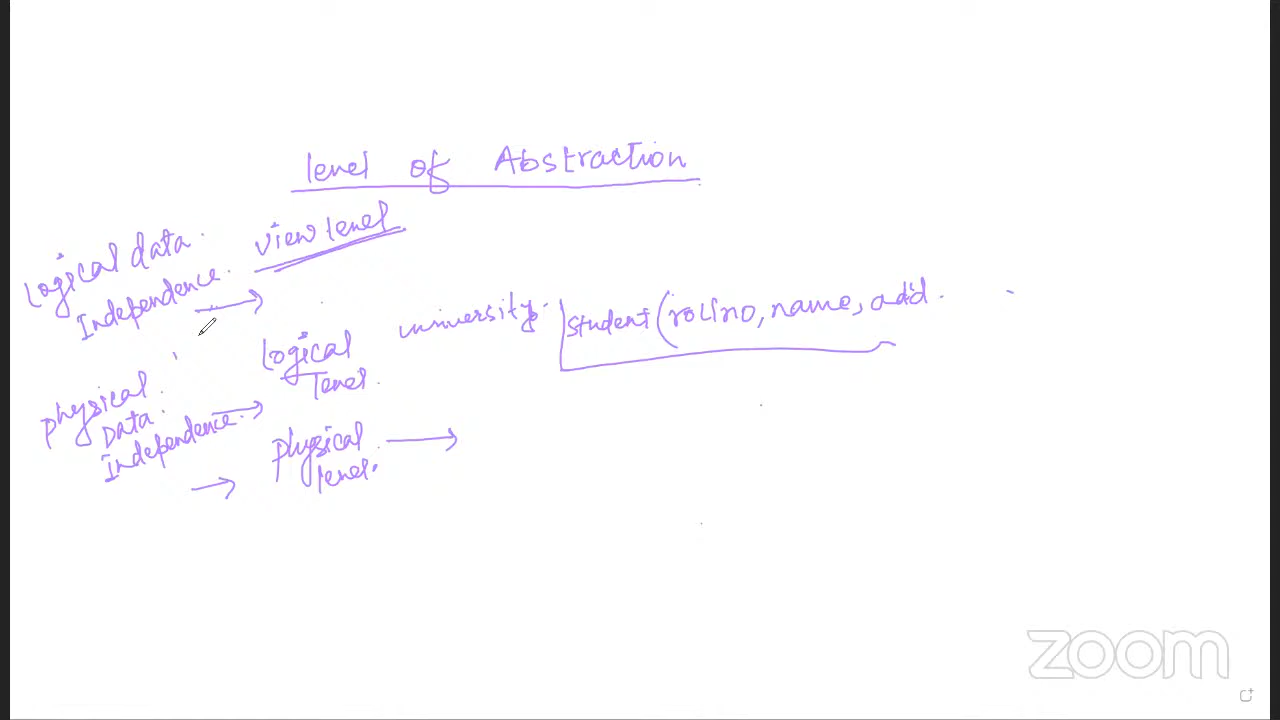 level of Abstraction
view level
Logical data
Independence.
university. student (rollno, name, add.
Logical
level.
physical
Data
Independence.
physical
level.
zoom